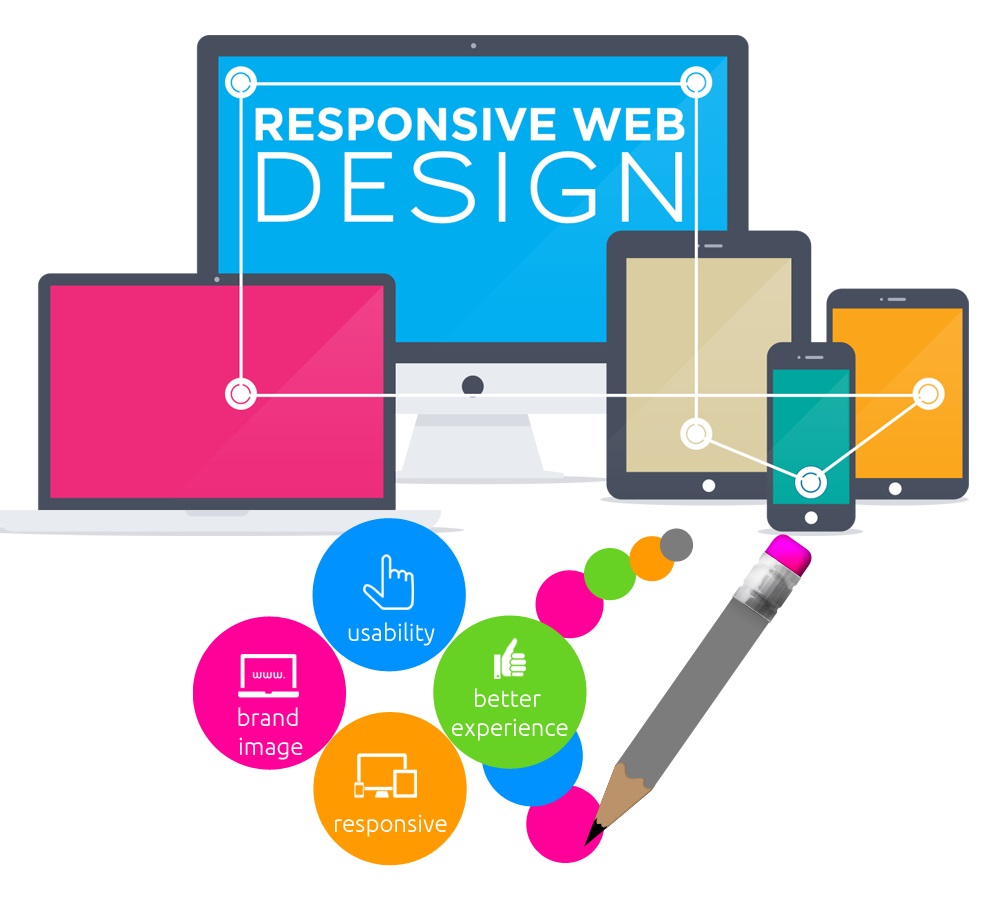 RESPONSIVE WEB
DESIGN
usability
www.
brand
image
better
experience
responsive